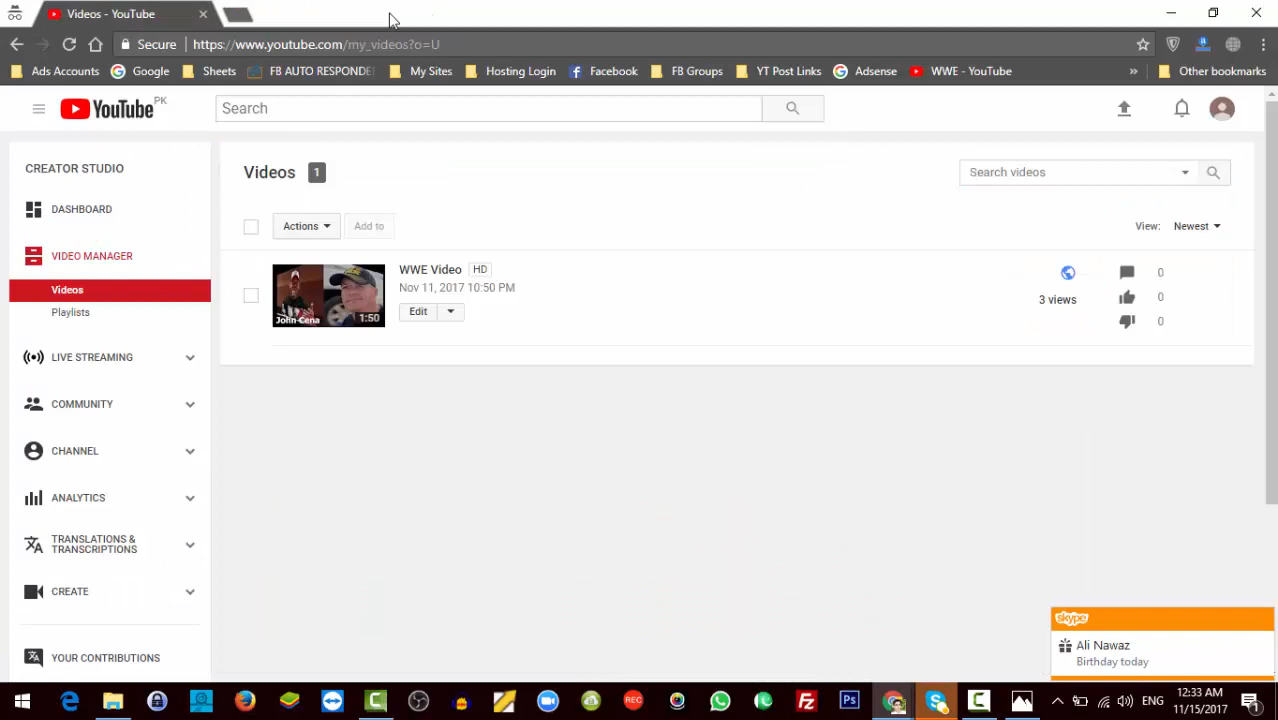 Videos - YouTube
Secure
https://www.youtube.com/my_videos?o=U
Ads Accounts
Google
Sheets
FB AUTO RESPONDE
My Sites
Hosting Login
Facebook
FB Groups
YT Post Links
Adsense
WWE - YouTube
»
Other bookmarks
YouTube PK
Search
CREATOR STUDIO
DASHBOARD
VIDEO MANAGER
Videos
Playlists
LIVE STREAMING
COMMUNITY
CHANNEL
ANALYTICS
TRANSLATIONS &
TRANSCRIPTIONS
CREATE
YOUR CONTRIBUTIONS
Videos 1
Search videos
Actions
Add to
View: Newest
John Cena
1:50
WWE Video HD
Nov 11, 2017 10:50 PM
Edit
3 views
0
0
0
skype
Ali Nawaz
Birthday today
REC
Fz
Ps
ENG
12:33 AM
11/15/2017
1